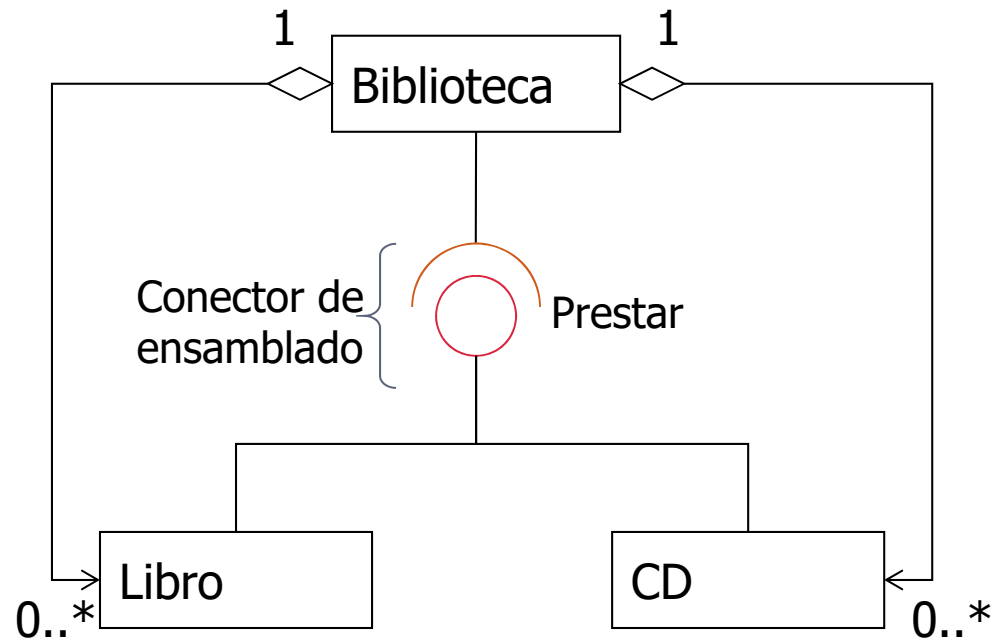 1
1
Biblioteca
Conector de
ensamblado
Prestar
Libro
CD
0..*
0..*